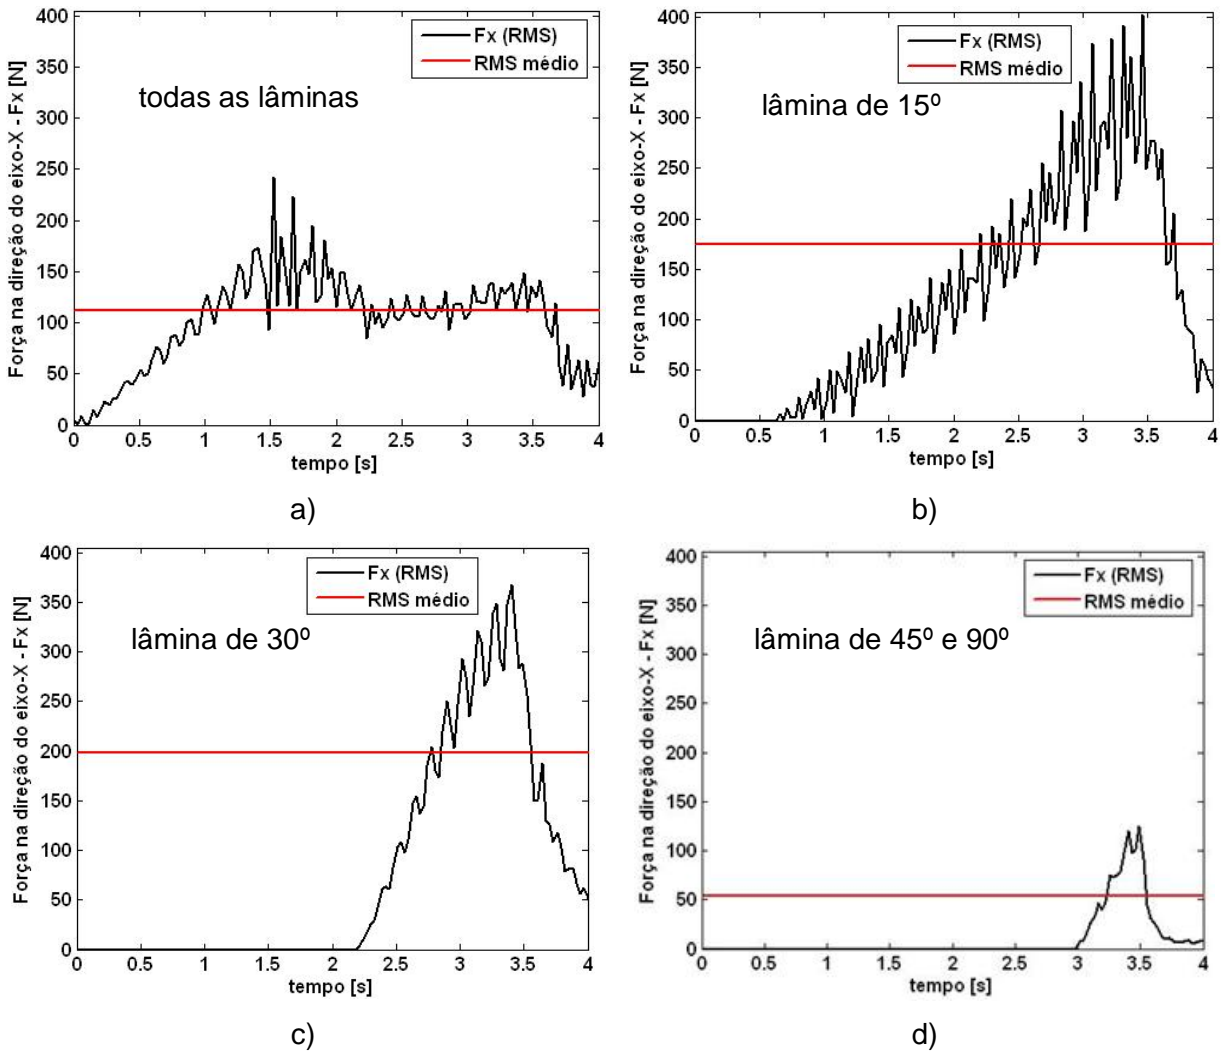 400
350
300
250
200
150
100
50
0
Força na direção do eixo-X - Fx [N]
Fx (RMS)
RMS médio
todas as lâminas
0 0.5 1 1.5 2 2.5 3 3.5 4
tempo [s]
a)
400
350
300
250
200
150
100
50
0
Força na direção do eixo-X - Fx [N]
Fx (RMS)
RMS médio
lâmina de 15º
0 0.5 1 1.5 2 2.5 3 3.5 4
tempo [s]
b)
400
350
300
250
200
150
100
50
0
Força na direção do eixo-X - Fx [N]
Fx (RMS)
RMS médio
lâmina de 30º
0 0.5 1 1.5 2 2.5 3 3.5 4
tempo [s]
c)
400
350
300
250
200
150
100
50
0
Força na direção do eixo-X - Fx [N]
Fx (RMS)
RMS médio
lâmina de 45º e 90º
0 0.5 1 1.5 2 2.5 3 3.5 4
tempo [s]
d)